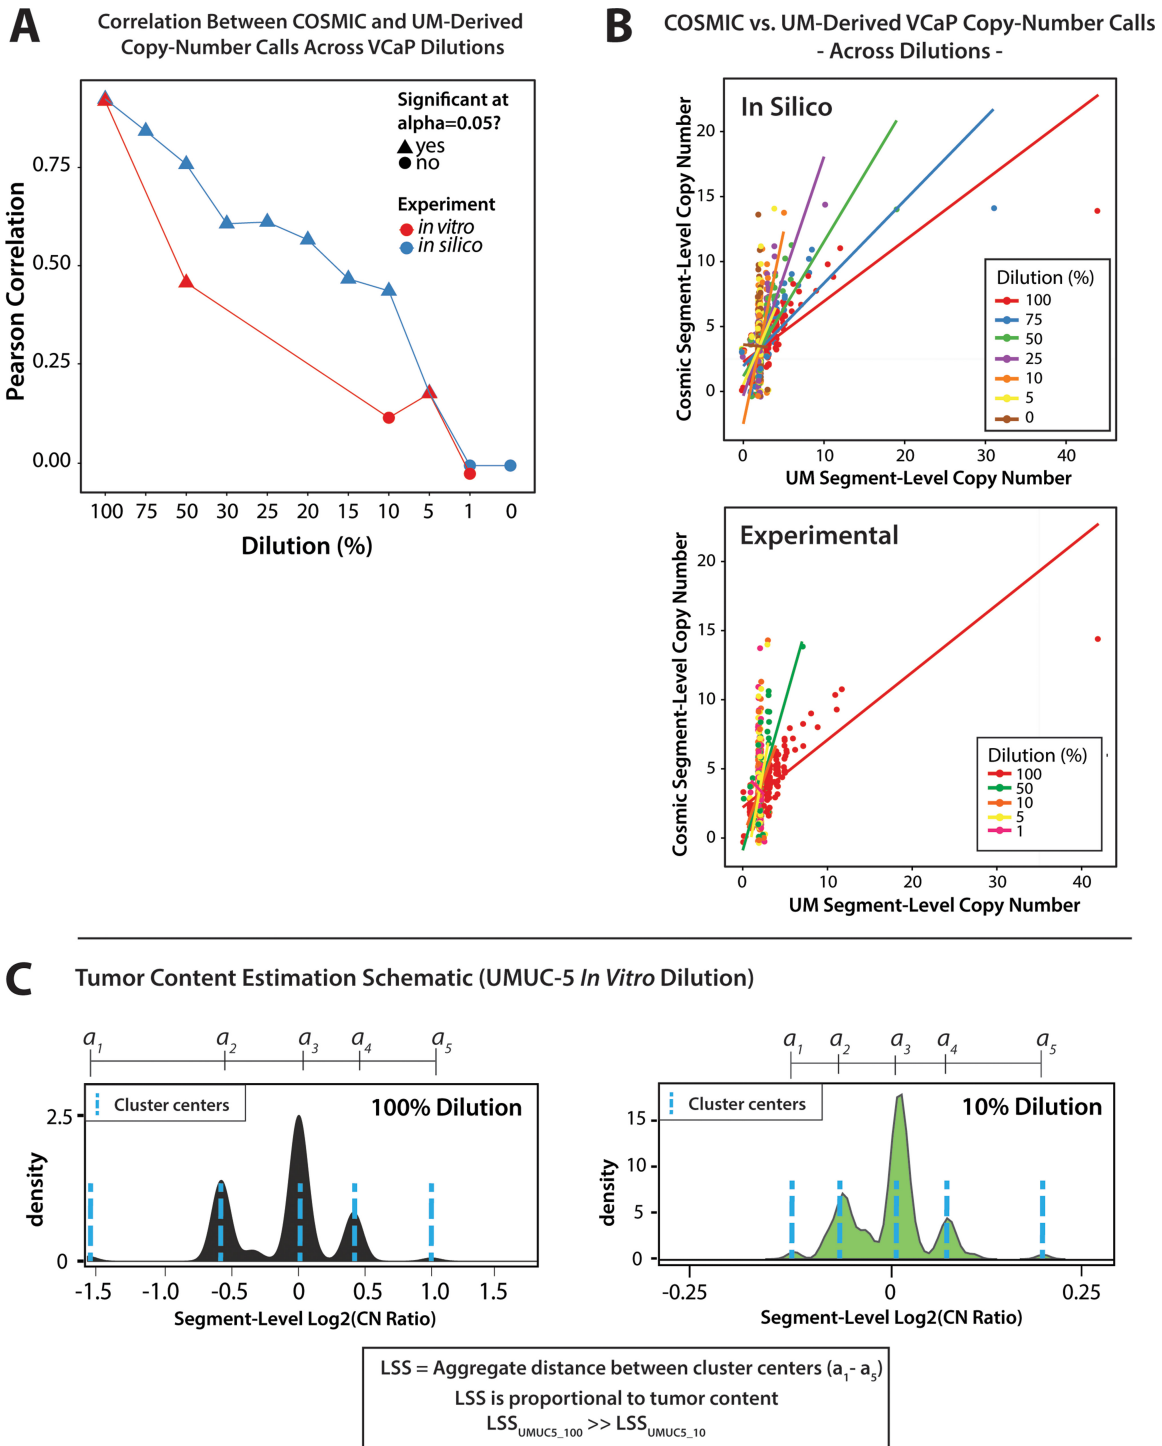 A
Correlation Between COSMIC and UM-Derived
Copy-Number Calls Across VCaP Dilutions
Pearson Correlation
0.75
0.50
0.25
0.00
Significant at
alpha=0.05?
yes
no
Experiment
in vitro
in silico
100 75 50 30 25 20 15 10 5 1 0
Dilution (%)
B
COSMIC vs. UM-Derived VCaP Copy-Number Calls
- Across Dilutions -
In Silico
Cosmic Segment-Level Copy Number
20
15
10
5
0
Dilution (%)
100
75
50
25
10
5
0
0 10 20 30 40
UM Segment-Level Copy Number
Experimental
Cosmic Segment-Level Copy Number
20
15
10
5
0
Dilution (%)
100
50
10
5
1
0 10 20 30 40
UM Segment-Level Copy Number
C
Tumor Content Estimation Schematic (UMUC-5 In Vitro Dilution)
a1 a2 a3 a4 a5
Cluster centers
100% Dilution
density
2.5
0
-1.5 -1.0 -0.5 0 0.5 1.0 1.5
Segment-Level Log2(CN Ratio)
a1 a2 a3 a4 a5
Cluster centers
10% Dilution
density
15
10
5
0
-0.25 0 0.25
Segment-Level Log2(CN Ratio)
LSS = Aggregate distance between cluster centers (a1- a5)
LSS is proportional to tumor content
LSSUMUC5_100 >> LSSUMUC5_10